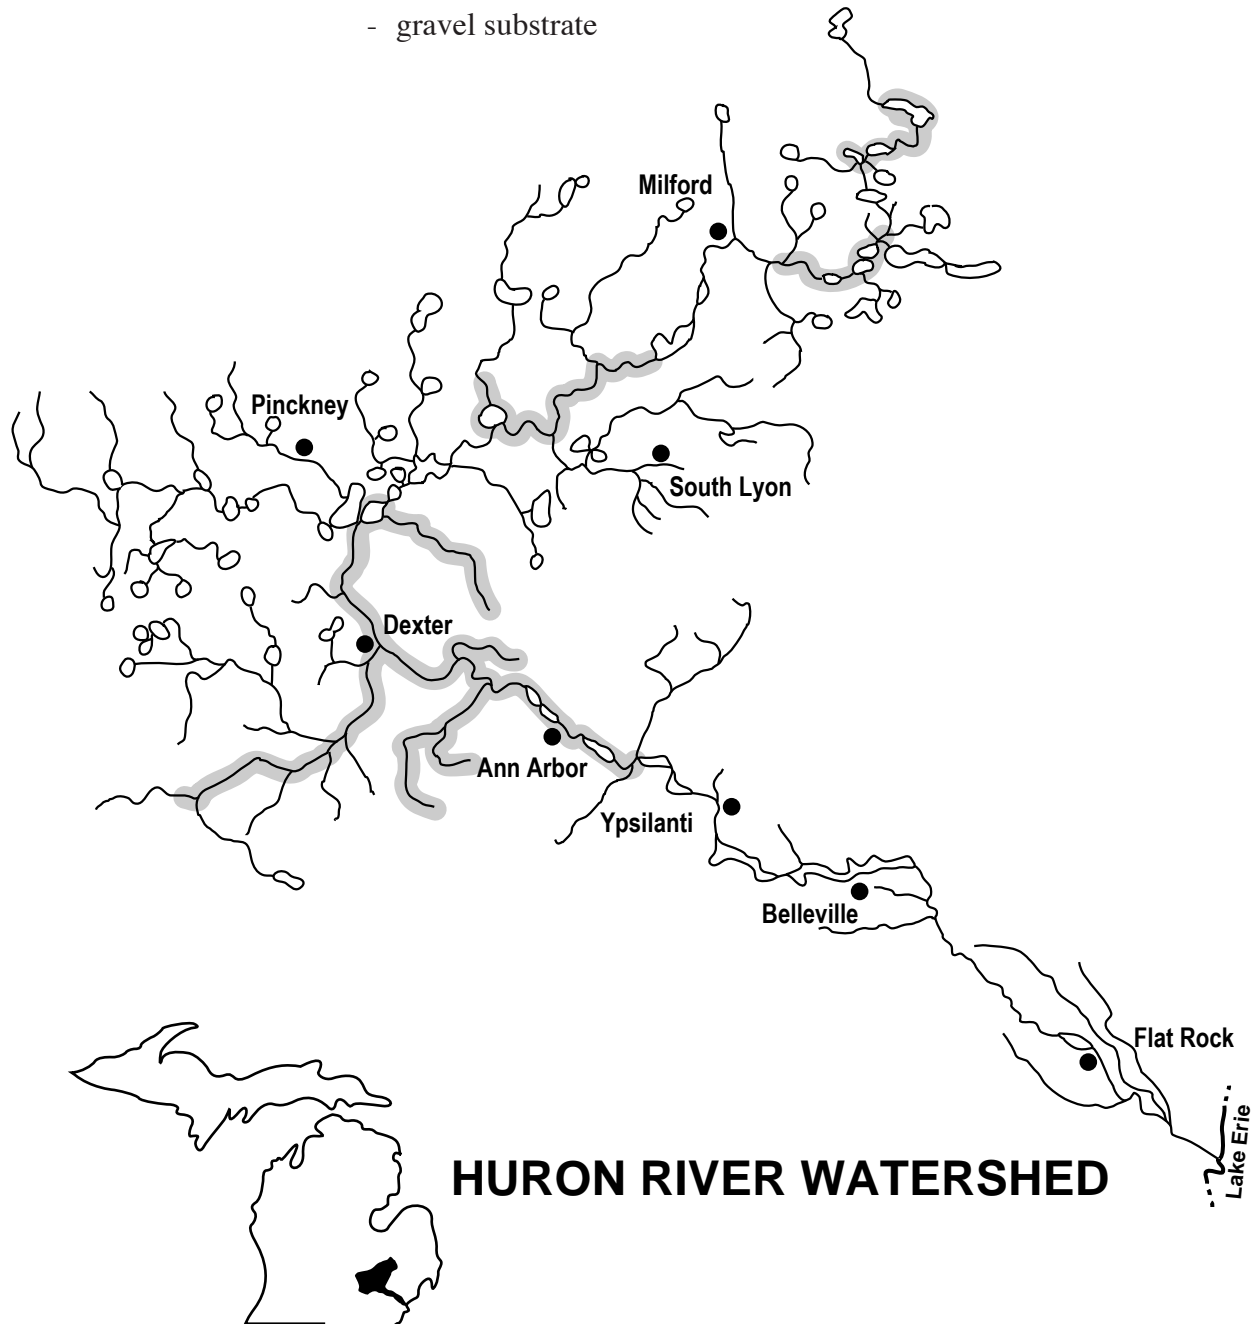 - gravel substrate
Milford
Pinckney
South Lyon
Dexter
Ann Arbor
Ypsilanti
Belleville
Flat Rock
Lake Erie
HURON RIVER WATERSHED